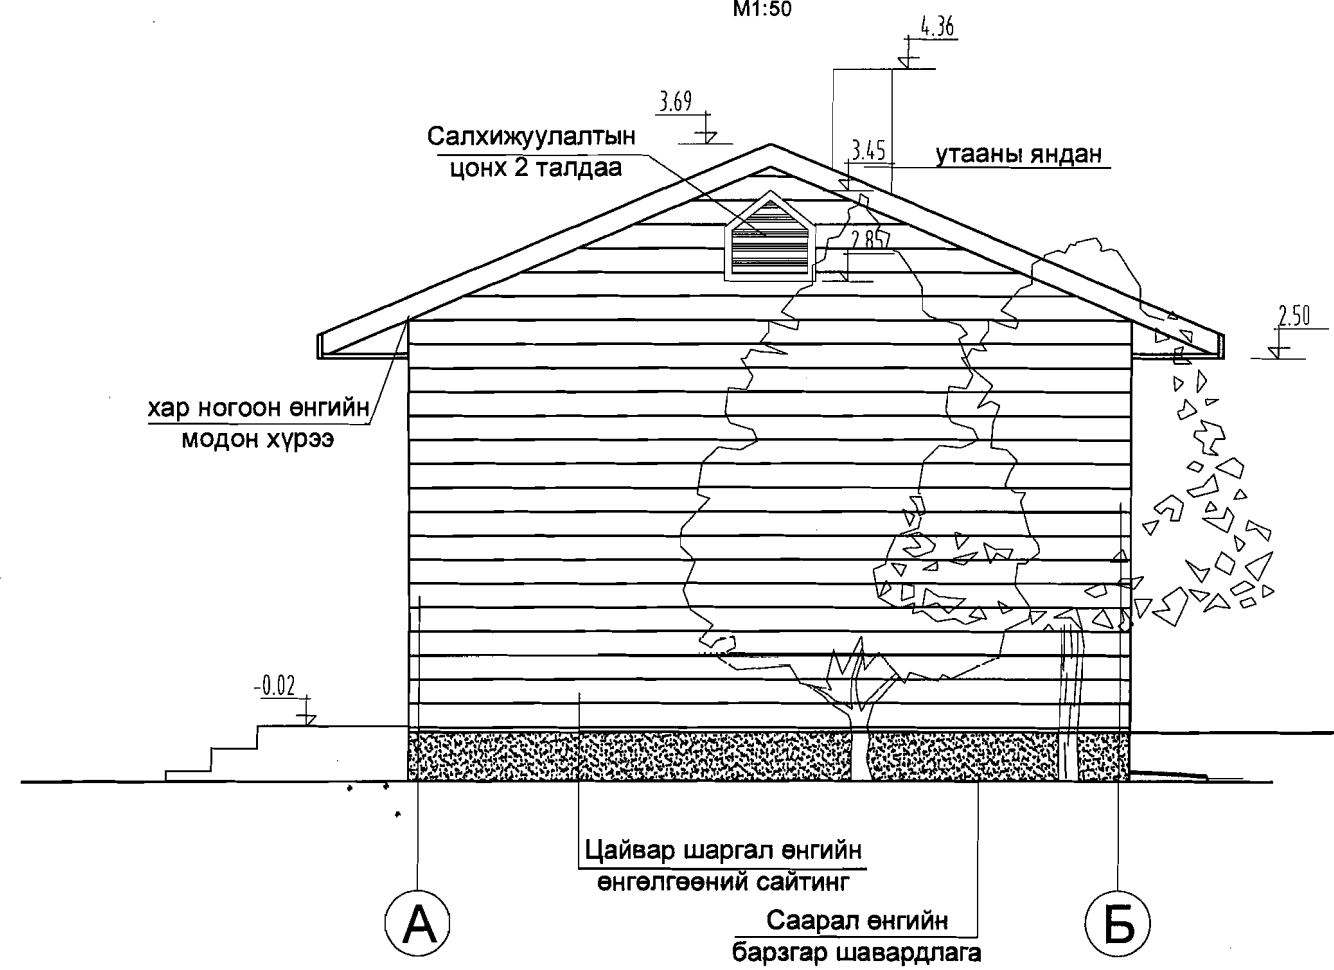 М1:50
4.36
3.69
Салхижуулалтын
цонх 2 талдаа
3.45
утааны яндан
2.85
2.50
хар ногоон өнгийн
модон хүрээ
-0.02
Цайвар шаргал өнгийн
өнгөлгөөний сайтинг
Саарал өнгийн
барзгар шавардлага
А
Б